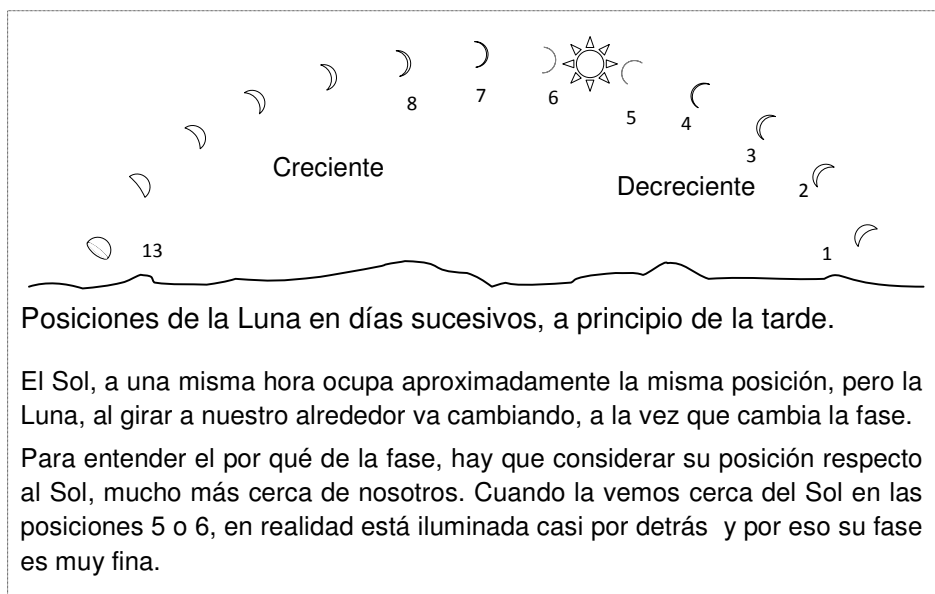 8
7
6
5
4
3
2
1
13
Creciente
Decreciente
Posiciones de la Luna en días sucesivos, a principio de la tarde.
El Sol, a una misma hora ocupa aproximadamente la misma posición, pero la
Luna, al girar a nuestro alrededor va cambiando, a la vez que cambia la fase.
Para entender el por qué de la fase, hay que considerar su posición respecto
al Sol, mucho más cerca de nosotros. Cuando la vemos cerca del Sol en las
posiciones 5 o 6, en realidad está iluminada casi por detrás y por eso su fase
es muy fina.